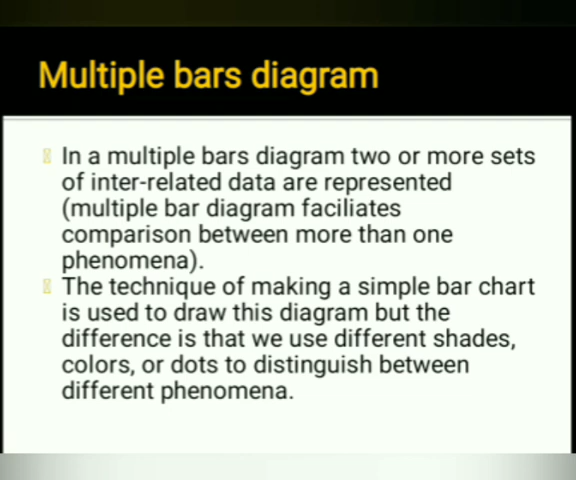 Multiple bars diagram
In a multiple bars diagram two or more sets
of inter-related data are represented
(multiple bar diagram faciliates
comparison between more than one
phenomena).
The technique of making a simple bar chart
is used to draw this diagram but the
difference is that we use different shades,
colors, or dots to distinguish between
different phenomena.